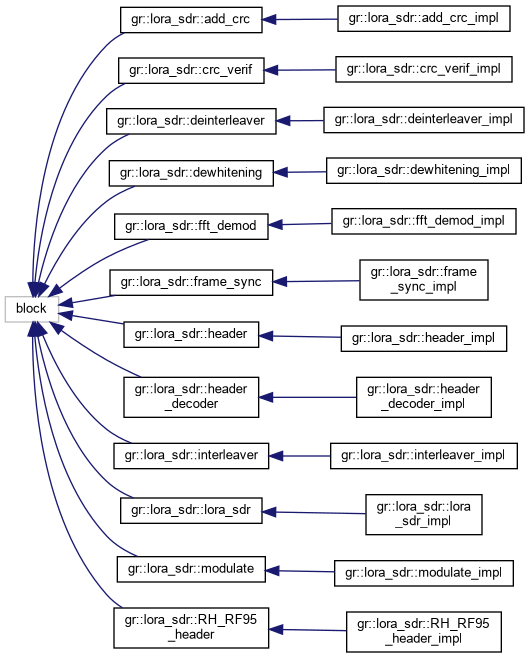 gr::lora_sdr::add_crc
gr::lora_sdr::add_crc_impl
gr::lora_sdr::crc_verif
gr::lora_sdr::crc_verif_impl
gr::lora_sdr::deinterleaver
gr::lora_sdr::deinterleaver_impl
gr::lora_sdr::dewhitening
gr::lora_sdr::dewhitening_impl
gr::lora_sdr::fft_demod
gr::lora_sdr::fft_demod_impl
gr::lora_sdr::frame_sync
gr::lora_sdr::frame
_sync_impl
block
gr::lora_sdr::header
gr::lora_sdr::header_impl
gr::lora_sdr::header
_decoder
gr::lora_sdr::header
_decoder_impl
gr::lora_sdr::interleaver
gr::lora_sdr::interleaver_impl
gr::lora_sdr::lora_sdr
gr::lora_sdr::lora
_sdr_impl
gr::lora_sdr::modulate
gr::lora_sdr::modulate_impl
gr::lora_sdr::RH_RF95
_header
gr::lora_sdr::RH_RF95
_header_impl